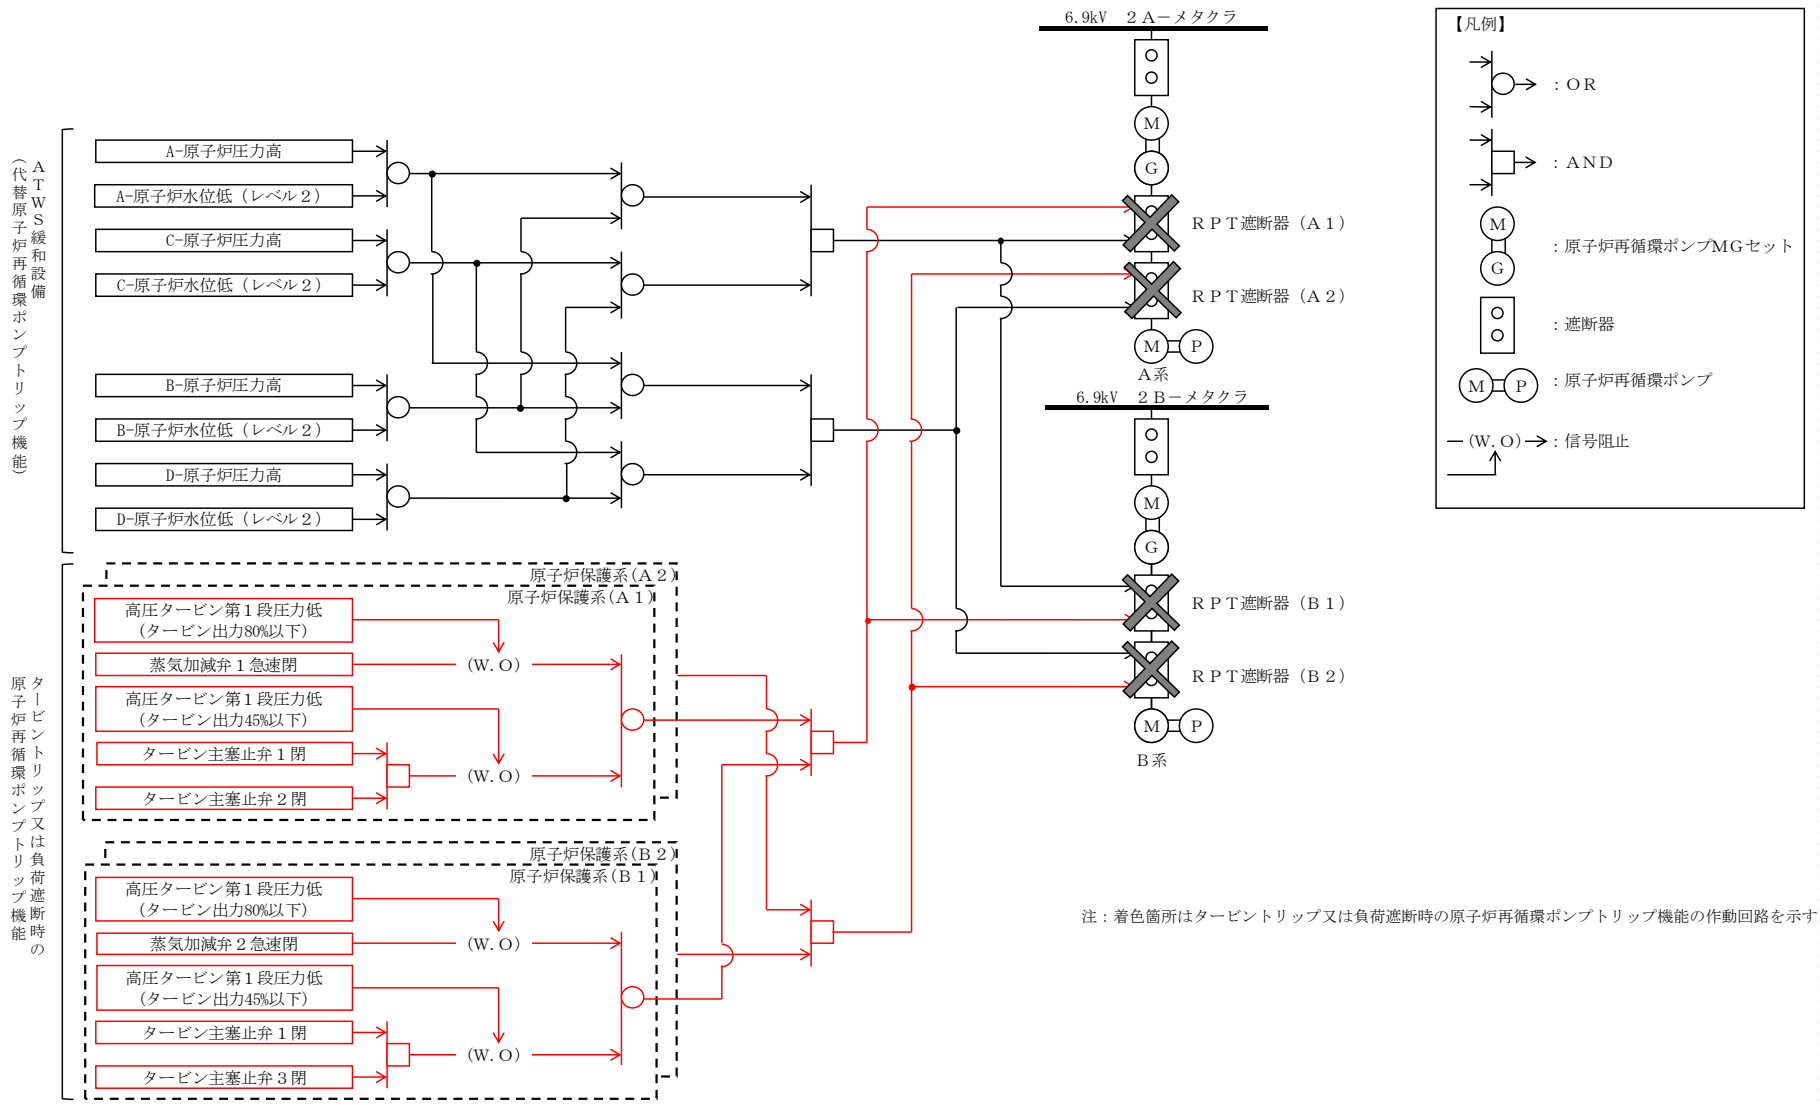 6.9kV　２Ａ－メタクラ
M
G
ＲＰＴ遮断器（Ａ１）
ＲＰＴ遮断器（Ａ２）
M
P
Ａ系
6.9kV　２Ｂ－メタクラ
M
G
ＲＰＴ遮断器（Ｂ１）
ＲＰＴ遮断器（Ｂ２）
M
P
Ｂ系
【凡例】
：ＯＲ
：ＡＮＤ
M
G
：原子炉再循環ポンプＭＧセット
：遮断器
M
P
：原子炉再循環ポンプ
(W.O)
：信号阻止
ＡＴＷＳ緩和設備
（代替原子炉再循環ポンプトリップ機能）
A-原子炉圧力高
A-原子炉水位低（レベル２）
C-原子炉圧力高
C-原子炉水位低（レベル２）
B-原子炉圧力高
B-原子炉水位低（レベル２）
D-原子炉圧力高
D-原子炉水位低（レベル２）
タービントリップ又は負荷遮断時の
原子炉再循環ポンプトリップ機能
原子炉保護系(Ａ２)
原子炉保護系(Ａ１)
高圧タービン第１段圧力低
(タービン出力80%以下)
蒸気加減弁１急速閉
(W.O)
高圧タービン第１段圧力低
(タービン出力45%以下)
タービン主塞止弁１閉
(W.O)
タービン主塞止弁２閉
原子炉保護系(Ｂ２)
原子炉保護系(Ｂ１)
高圧タービン第１段圧力低
(タービン出力80%以下)
蒸気加減弁２急速閉
(W.O)
高圧タービン第１段圧力低
(タービン出力45%以下)
タービン主塞止弁１閉
(W.O)
タービン主塞止弁３閉
注：着色箇所はタービントリップ又は負荷遮断時の原子炉再循環ポンプトリップ機能の作動回路を示す